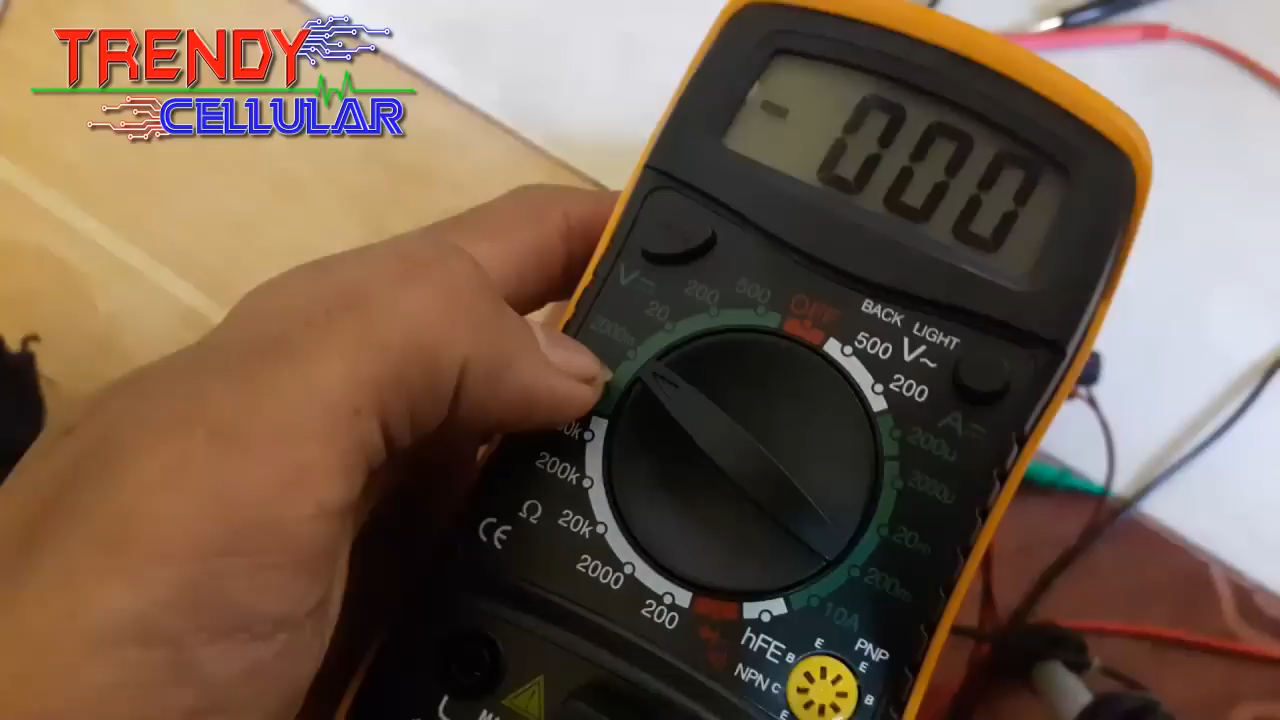 TRENDY
CELLULAR
- 000
V⎓
2000m
20
200
500
OFF
BACK LIGHT
500
V~
200
A⎓
200µ
2000µ
20m
200m
10A
200k
Ω
20k
2000
200
CE
hFE
PNP
NPN
E
B
C
E
E
B